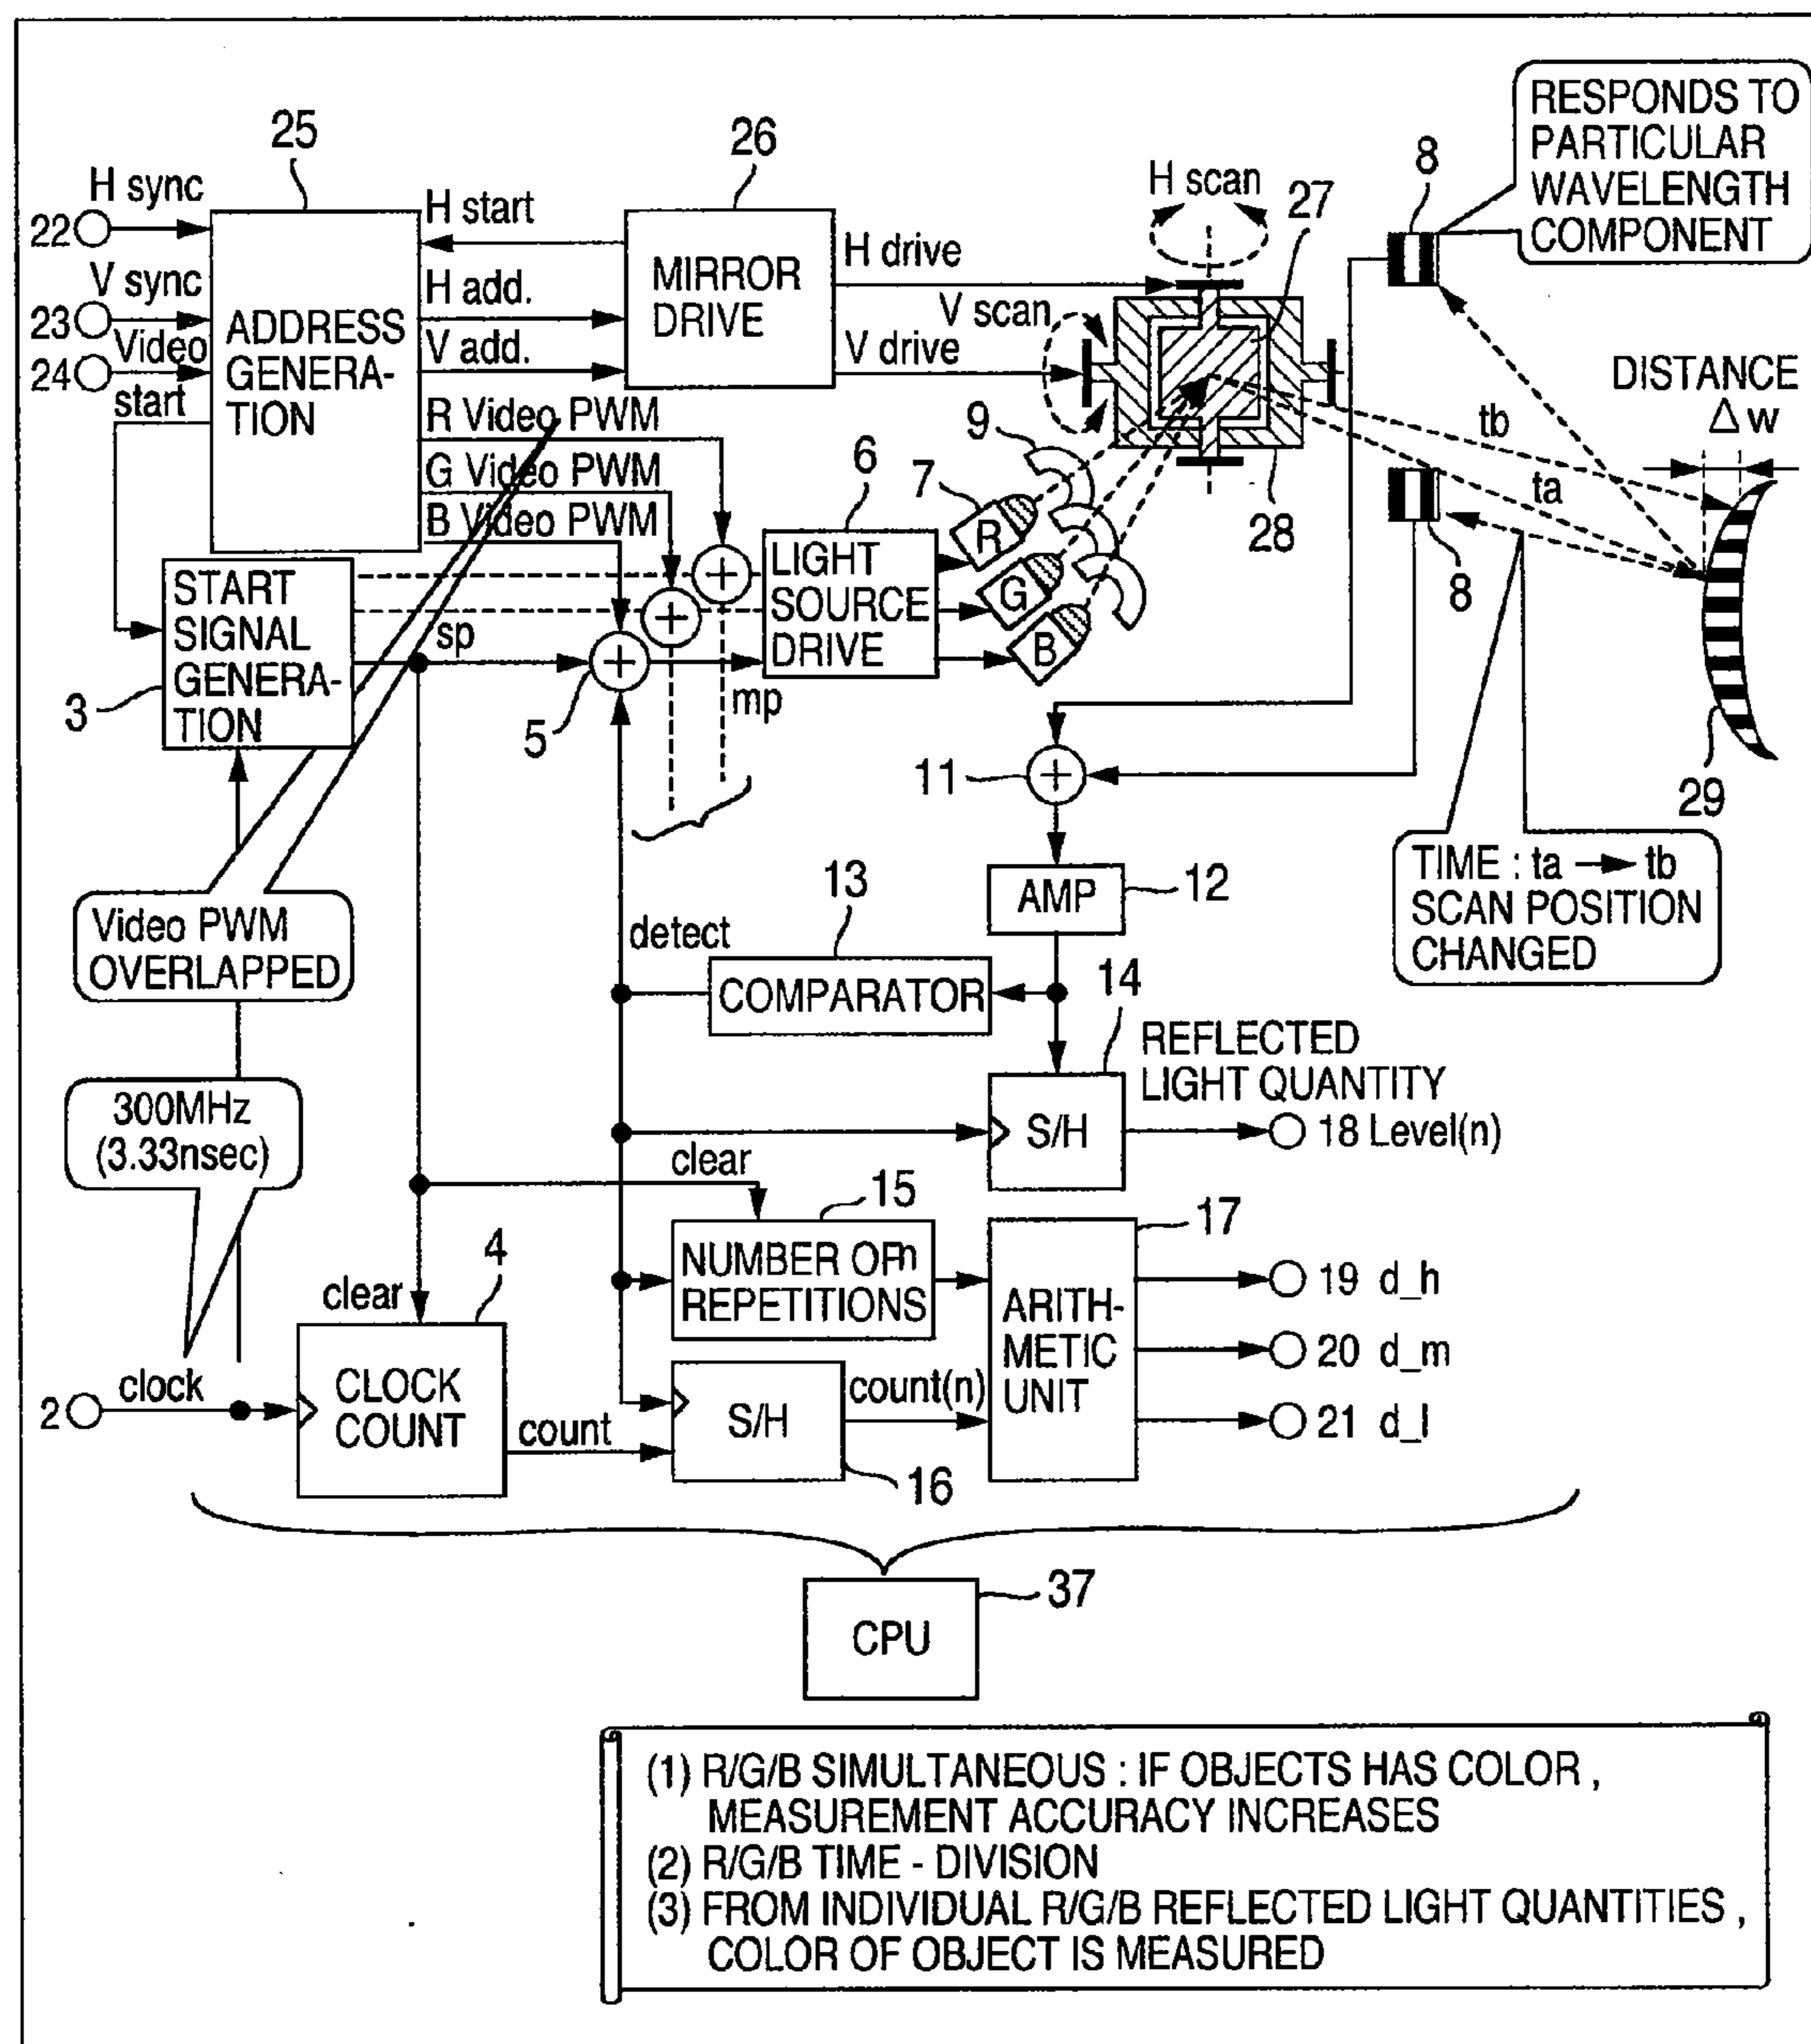 25
H sync
22
V sync
23
Video
24
start
ADDRESS
GENERA-
TION
H start
H add.
V add.
26
MIRROR
DRIVE
H drive
V drive
H scan
V scan
27
28
8
RESPONDS TO
PARTICULAR
WAVELENGTH
COMPONENT
8
DISTANCE
Δw
tb
ta
29
TIME : ta → tb
SCAN POSITION
CHANGED
R Video PWM
G Video PWM
B Video PWM
START
SIGNAL
GENERA-
TION
3
sp
5
mp
6
LIGHT
SOURCE
DRIVE
7
R
G
B
9
11
AMP
12
13
detect
COMPARATOR
14
S/H
REFLECTED
LIGHT QUANTITY
18 Level(n)
Video PWM
OVERLAPPED
300MHz
(3.33nsec)
clear
15
NUMBER OF n
REPETITIONS
17
ARITH-
METIC
UNIT
19 d_h
20 d_m
21 d_l
clear
4
2
clock
CLOCK
COUNT
count
S/H
count(n)
16
CPU
37
(1) R/G/B SIMULTANEOUS : IF OBJECTS HAS COLOR ,
MEASUREMENT ACCURACY INCREASES
(2) R/G/B TIME - DIVISION
(3) FROM INDIVIDUAL R/G/B REFLECTED LIGHT QUANTITIES ,
COLOR OF OBJECT IS MEASURED